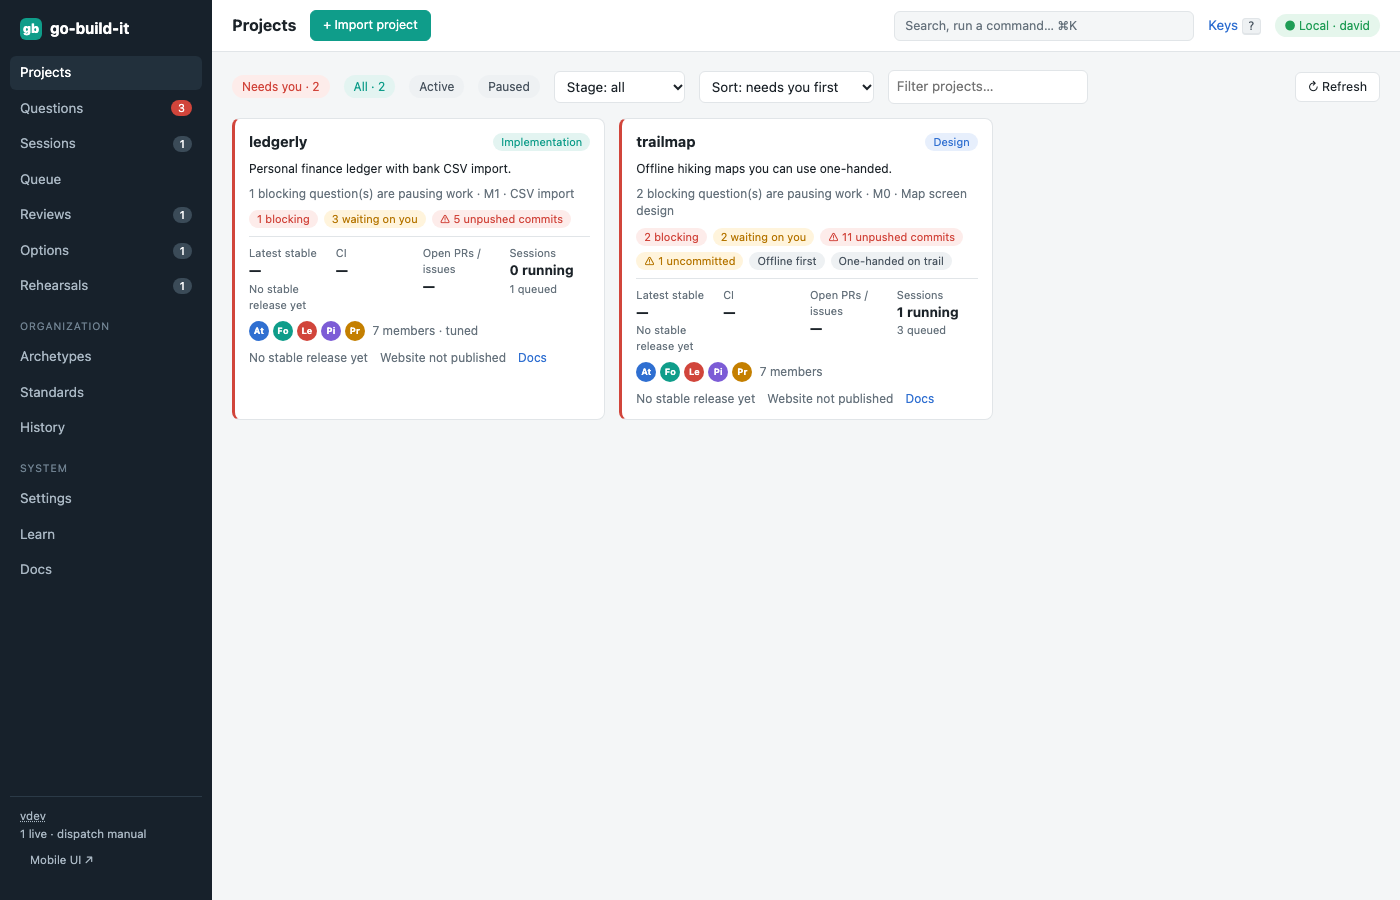 gb go-build-it
Projects
Questions 3
Sessions 1
Queue
Reviews 1
Options 1
Rehearsals 1
ORGANIZATION
Archetypes
Standards
History
SYSTEM
Settings
Learn
Docs
vdev
1 live · dispatch manual
Mobile UI ↗
Projects + Import project Search, run a command... ⌘K Keys ? Local · david
Needs you · 2 All · 2 Active Paused Stage: all Sort: needs you first Filter projects... ↻ Refresh
ledgerly Implementation
Personal finance ledger with bank CSV import.
1 blocking question(s) are pausing work · M1 · CSV import
1 blocking 3 waiting on you ⚠ 5 unpushed commits
Latest stable CI Open PRs / Sessions
issues
— — — 0 running
No stable 1 queued
release yet
At Fo Le Pi Pr 7 members · tuned
No stable release yet Website not published Docs
trailmap Design
Offline hiking maps you can use one-handed.
2 blocking question(s) are pausing work · M0 · Map screen
design
2 blocking 2 waiting on you ⚠ 11 unpushed commits
⚠ 1 uncommitted Offline first One-handed on trail
Latest stable CI Open PRs / Sessions
issues
— — — 1 running
No stable 3 queued
release yet
At Fo Le Pi Pr 7 members
No stable release yet Website not published Docs